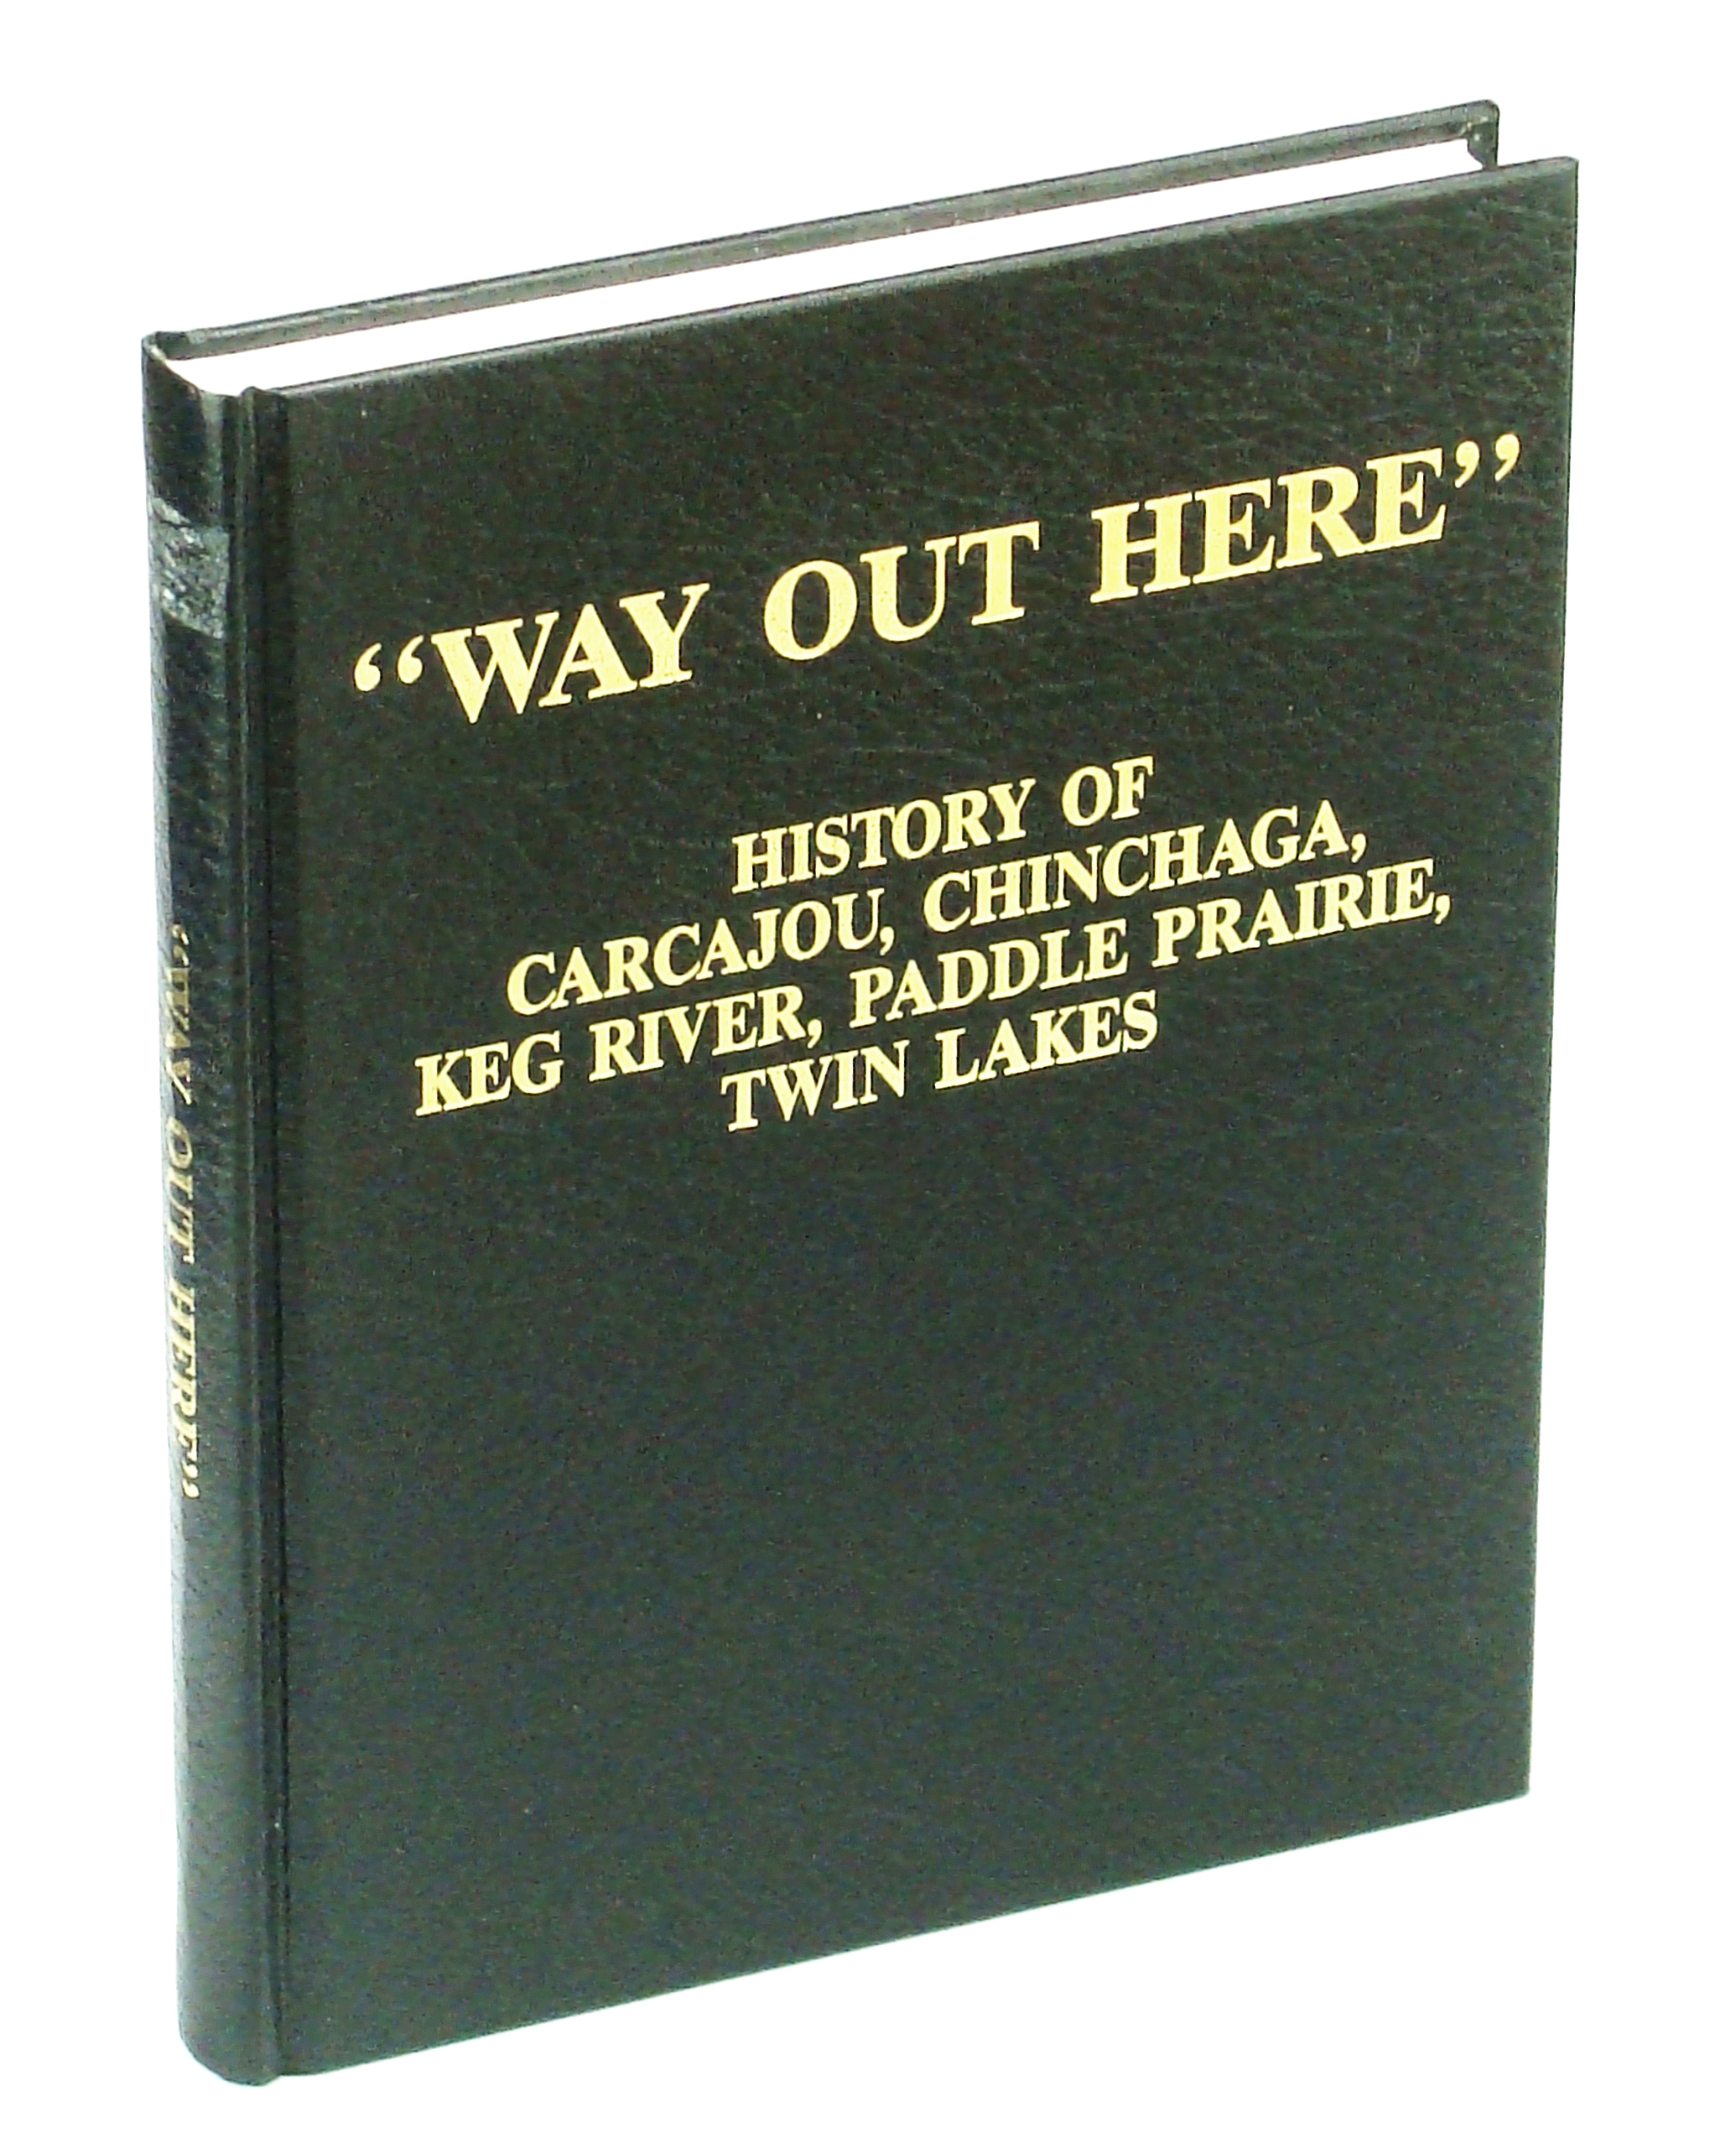 “WAY OUT HERE”
HISTORY OF
CARCAJOU, CHINCHAGA,
KEG RIVER, PADDLE PRAIRIE,
TWIN LAKES
“WAY OUT HERE”